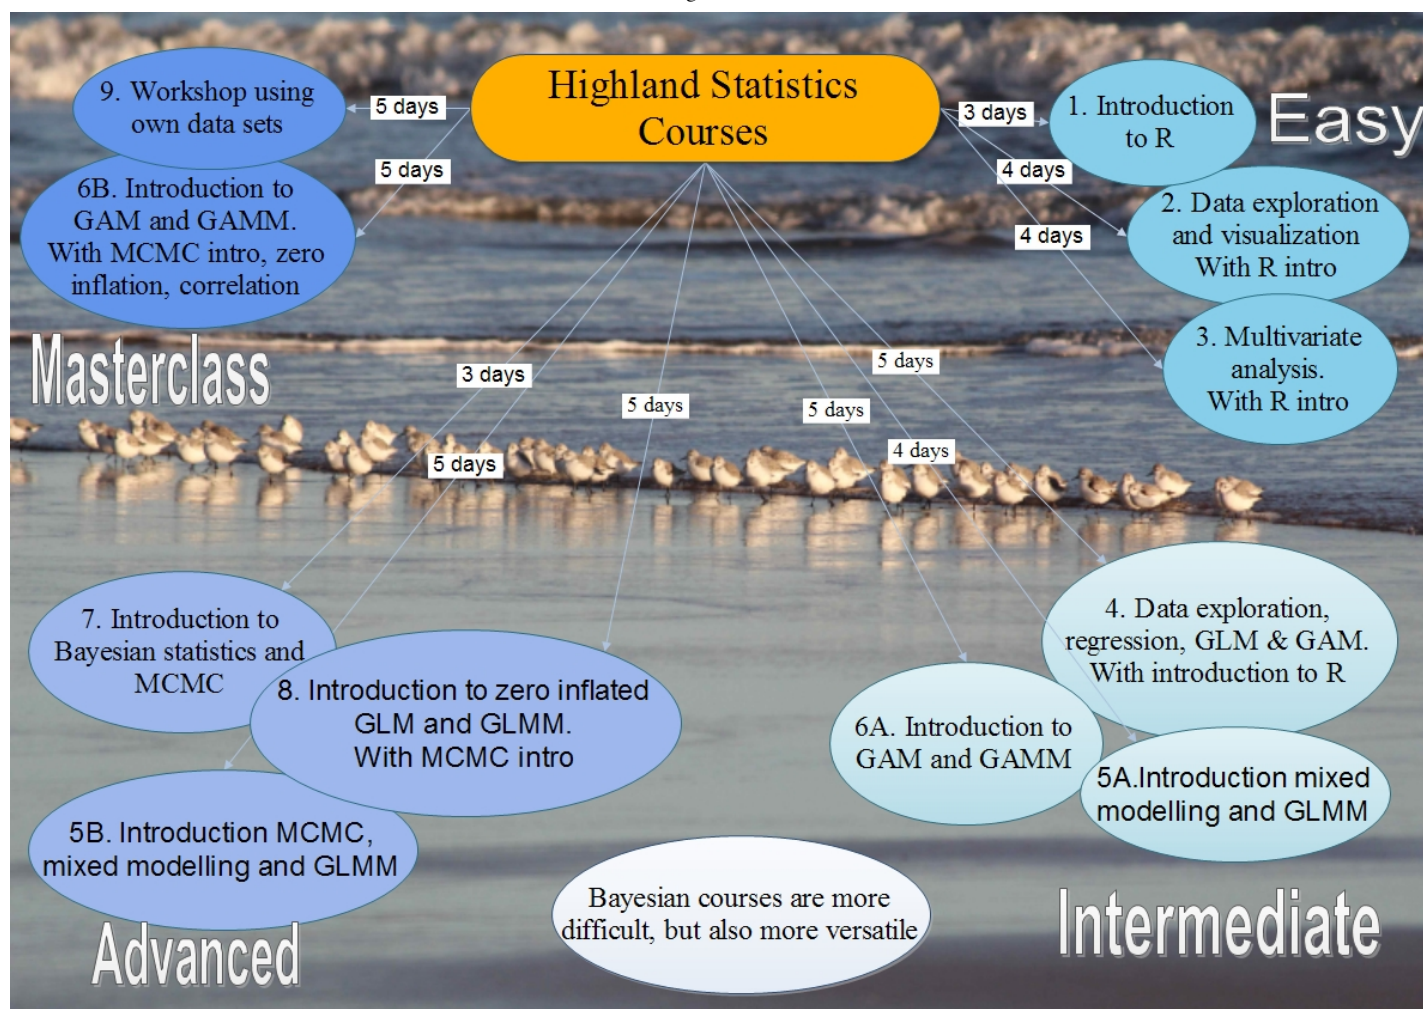 Highland Statistics
Courses
9. Workshop using
own data sets
5 days
6B. Introduction to
GAM and GAMM.
With MCMC intro, zero
inflation, correlation
5 days
Masterclass
3 days
1. Introduction
to R
Easy
4 days
2. Data exploration
and visualization
With R intro
4 days
3. Multivariate
analysis.
With R intro
3 days
5 days
5 days
5 days
4 days
5 days
7. Introduction to
Bayesian statistics and
MCMC
8. Introduction to zero inflated
GLM and GLMM.
With MCMC intro
5B. Introduction MCMC,
mixed modelling and GLMM
Advanced
4. Data exploration,
regression, GLM & GAM.
With introduction to R
6A. Introduction to
GAM and GAMM
5A.Introduction mixed
modelling and GLMM
Intermediate
Bayesian courses are more
difficult, but also more versatile